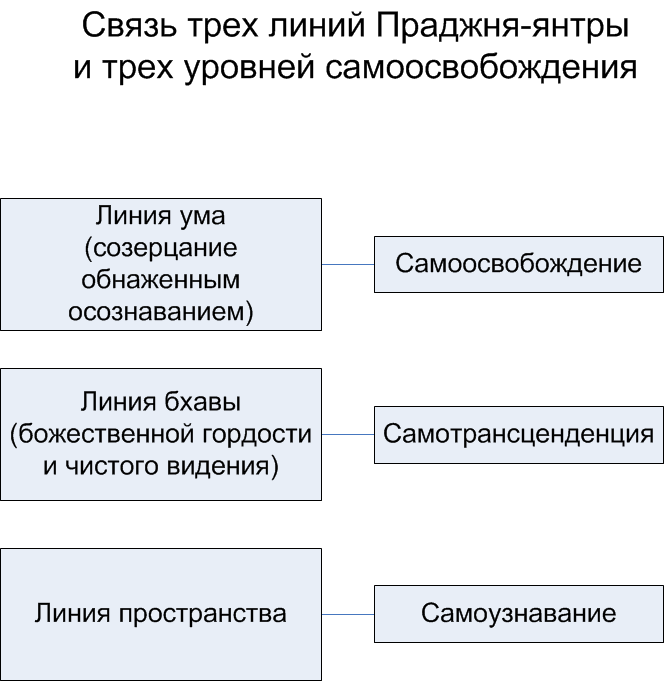 Связь трех линий Праджня-янтры
и трех уровней самоосвобождения
Линия ума
(созерцание
обнаженным
осознаванием)
Самоосвобождение
Линия бхавы
(божественной гордости
и чистого видения)
Самотрансценденция
Линия пространства
Самоузнавание